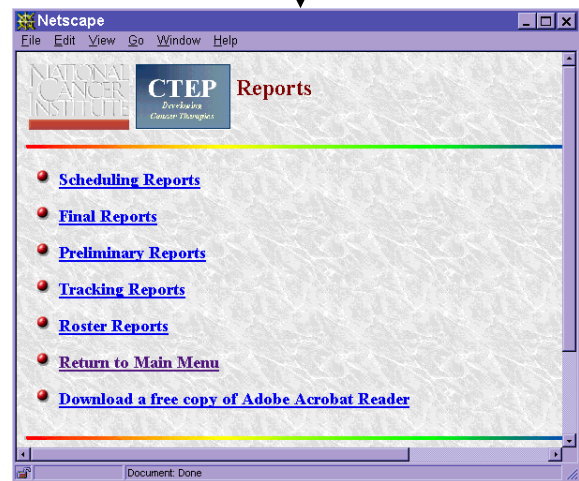 Netscape
File Edit View Go Window Help
NATIONAL
CANCER
INSTITUTE
CTEP
Developing
Cancer Therapies
Reports
Scheduling Reports
Final Reports
Preliminary Reports
Tracking Reports
Roster Reports
Return to Main Menu
Download a free copy of Adobe Acrobat Reader
Document: Done